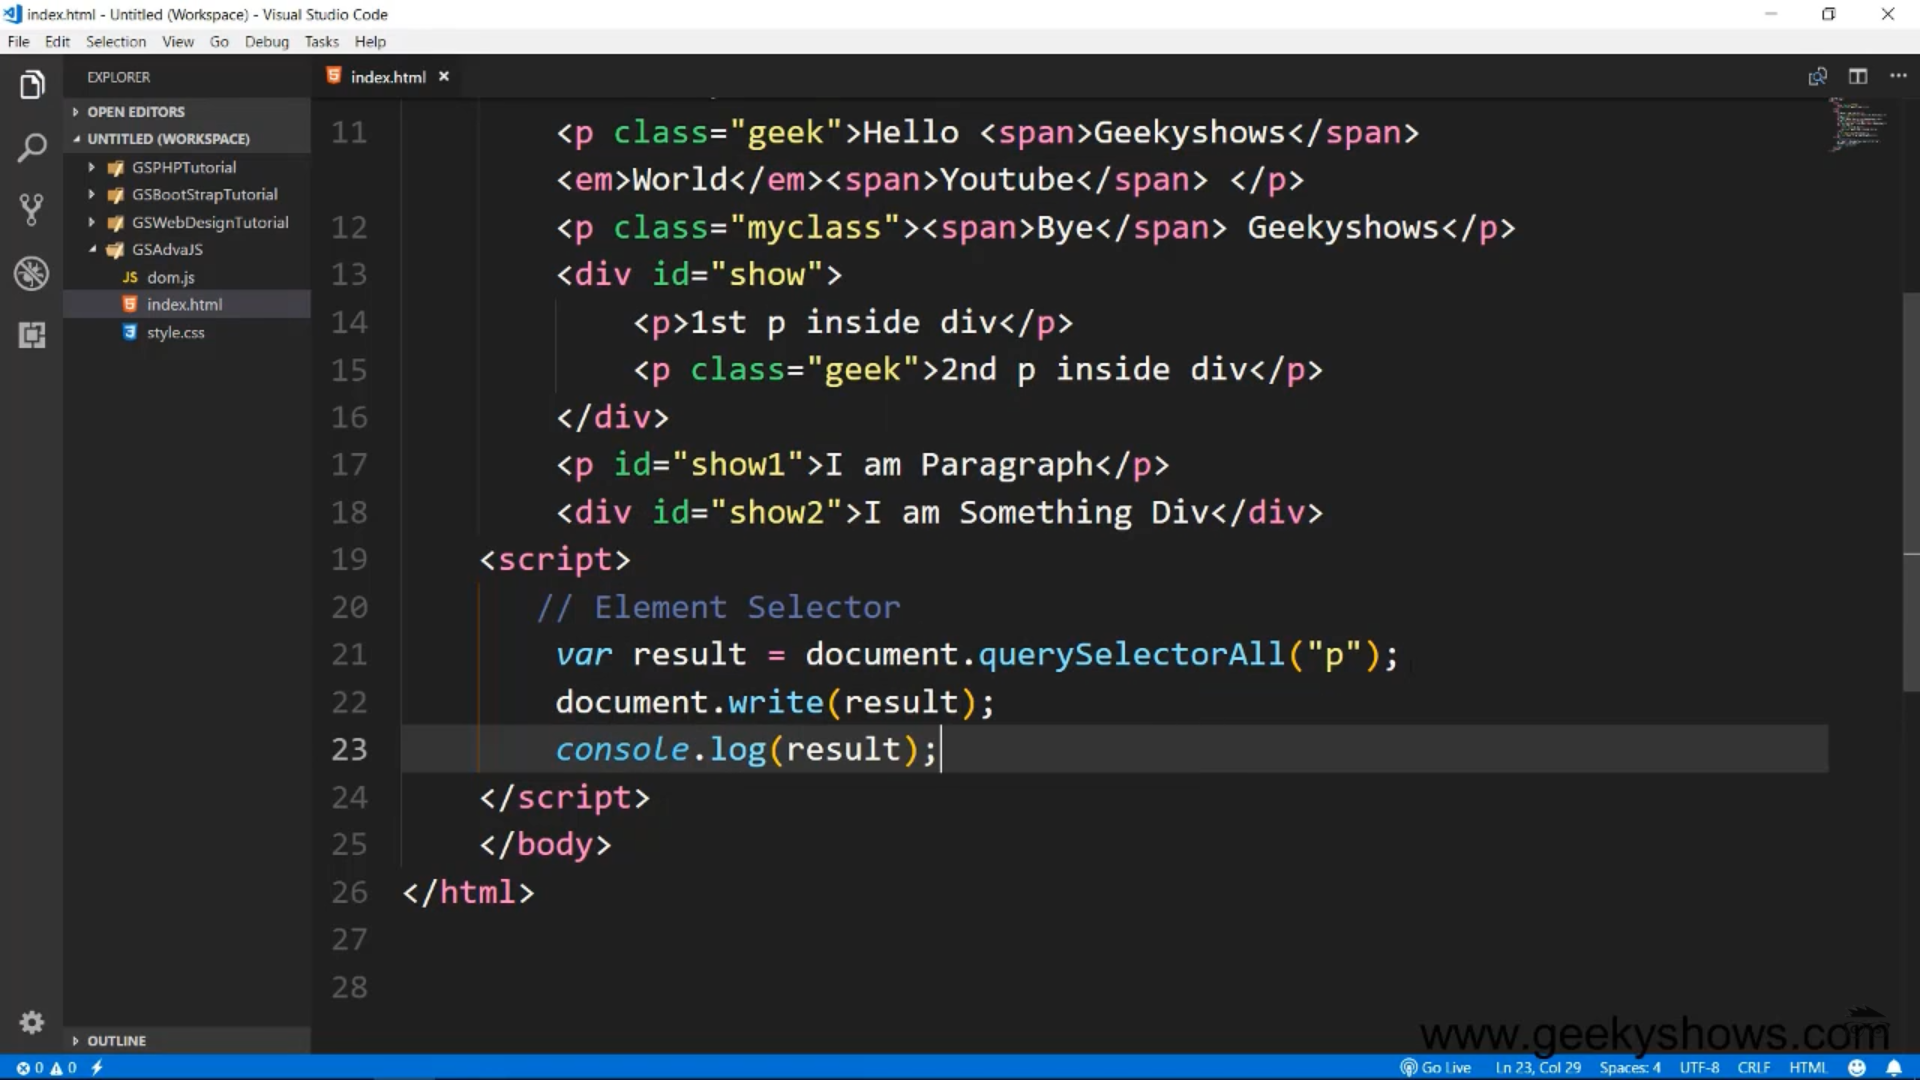 index.html - Untitled (Workspace) - Visual Studio Code
File Edit Selection View Go Debug Tasks Help
EXPLORER
index.html ×
OPEN EDITORS
UNTITLED (WORKSPACE)
GSPHPTutorial
GSBootStrapTutorial
GSWebDesignTutorial
GSAdvaJS
JS dom.js
index.html
style.css
OUTLINE
11 <p class="geek">Hello <span>Geekyshows</span>
<em>World</em><span>Youtube</span> </p>
12 <p class="myclass"><span>Bye</span> Geekyshows</p>
13 <div id="show">
14 <p>1st p inside div</p>
15 <p class="geek">2nd p inside div</p>
16 </div>
17 <p id="show1">I am Paragraph</p>
18 <div id="show2">I am Something Div</div>
19 <script>
20 // Element Selector
21 var result = document.querySelectorAll("p");
22 document.write(result);
23 console.log(result);
24 </script>
25 </body>
26 </html>
27
28
www.geekyshows.com
0 0 Go Live Ln 23, Col 29 Spaces: 4 UTF-8 CRLF HTML